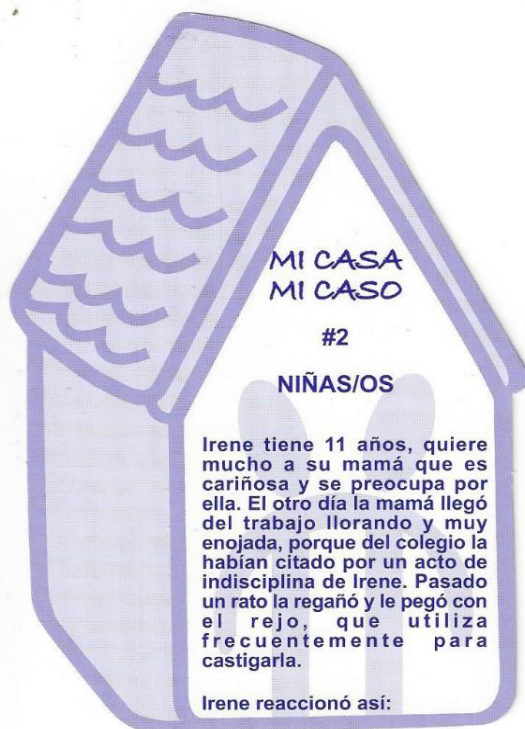 MI CASA
MI CASO
#2
NIÑAS/OS
Irene tiene 11 años, quiere
mucho a su mamá que es
cariñosa y se preocupa por
ella. El otro día la mamá llegó
del trabajo llorando y muy
enojada, porque del colegio la
habían citado por un acto de
indisciplina de Irene. Pasado
un rato la regañó y le pegó con
el rejo, que utiliza
frecuentemente para
castigarla.
Irene reaccionó así: